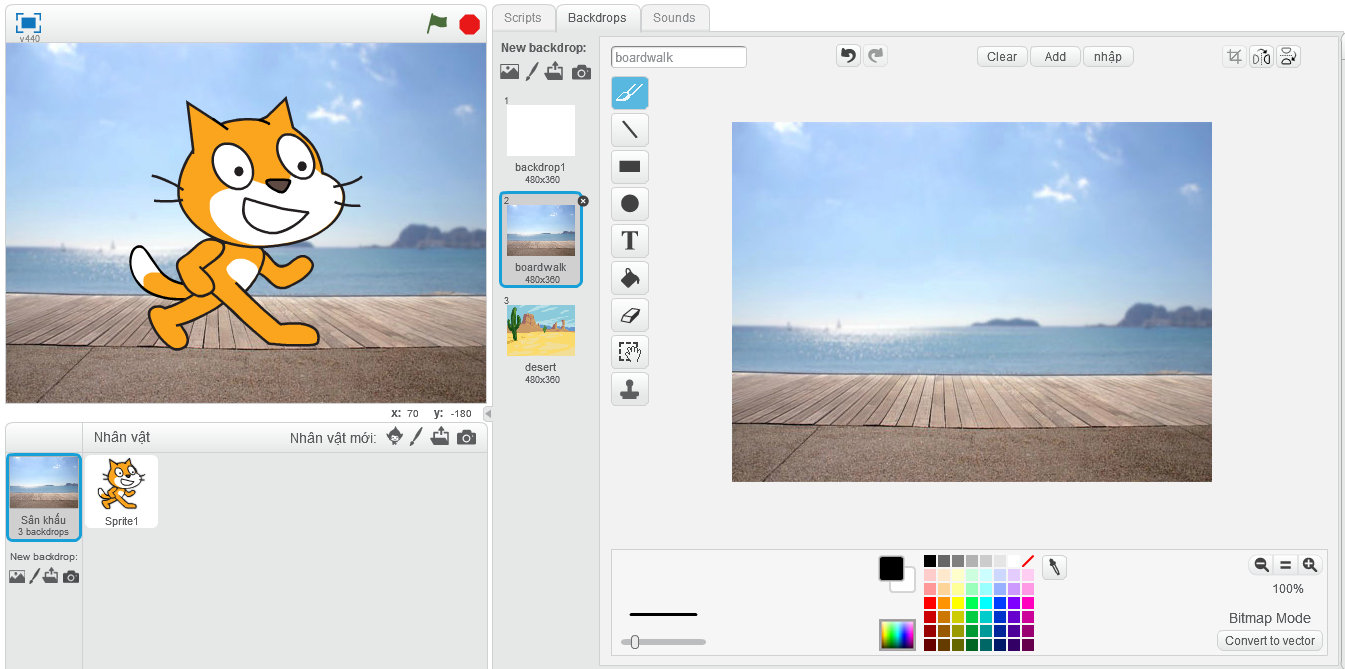 v440
Scripts
Backdrops
Sounds
New backdrop:
1
backdrop1
480x360
2
boardwalk
480x360
3
desert
480x360
boardwalk
Clear
Add
nhập
T
x: 70 y: -180
Nhân vật
Nhân vật mới:
Sân khấu
3 backdrops
New backdrop:
Sprite1
100%
Bitmap Mode
Convert to vector